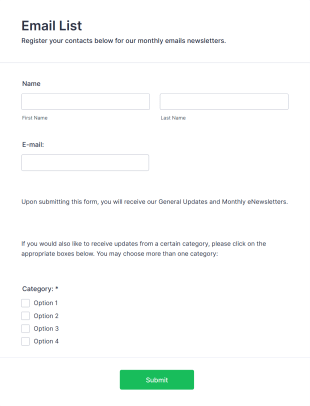 Email List
Register your contacts below for our monthly emails newsletters.
Name
First Name Last Name
E-mail:
Upon submitting this form, you will receive our General Updates and Monthly eNewsletters.
If you would also like to receive updates from a certain category, please click on the
appropriate boxes below. You may choose more than one category:
Category: *
Option 1
Option 2
Option 3
Option 4
Submit